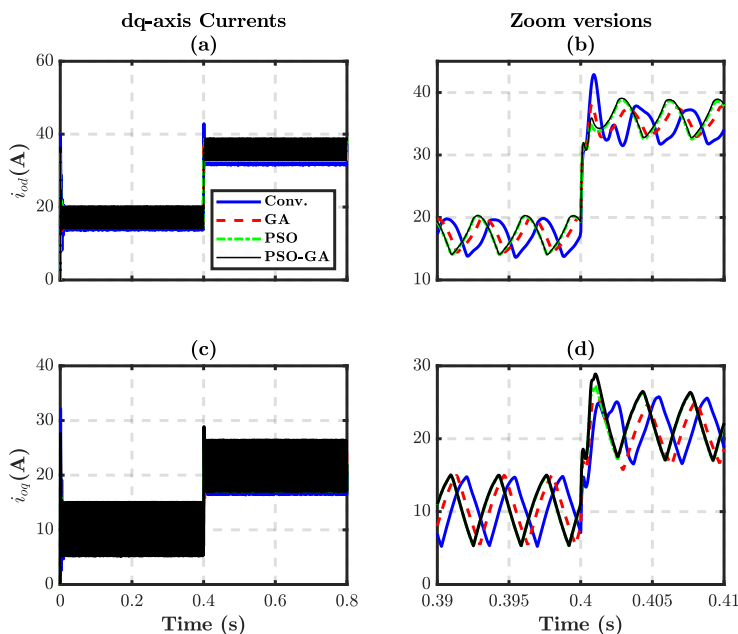 dq-axis Currents
Zoom versions
(a)
(b)
60
40
20
0
i_od(A)
Conv.
GA
PSO
PSO-GA
40
30
20
10
(c)
(d)
40
30
20
10
0
i_oq(A)
0
0.2
0.4
0.6
0.8
Time (s)
30
20
10
0
0.39
0.395
0.4
0.405
0.41
Time (s)